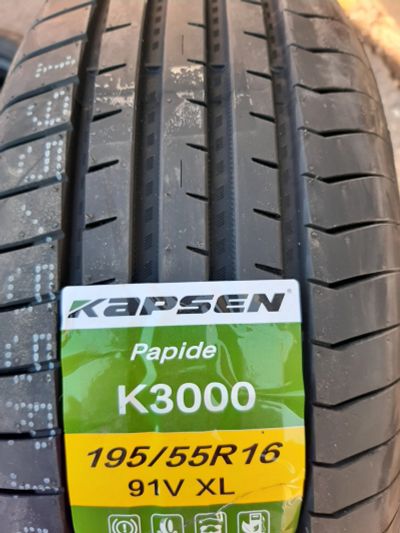 KAPSEN
Papide
K3000
195/55R16
91V XL